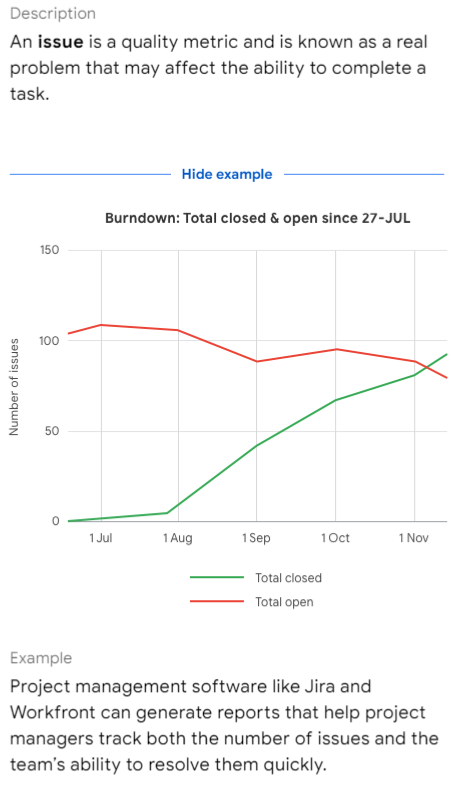 Description
An issue is a quality metric and is known as a real
problem that may affect the ability to complete a
task.
Hide example
Burndown: Total closed & open since 27-JUL
150
100
50
0
Number of issues
1 Jul
1 Aug
1 Sep
1 Oct
1 Nov
Total closed
Total open
Example
Project management software like Jira and
Workfront can generate reports that help project
managers track both the number of issues and the
team's ability to resolve them quickly.